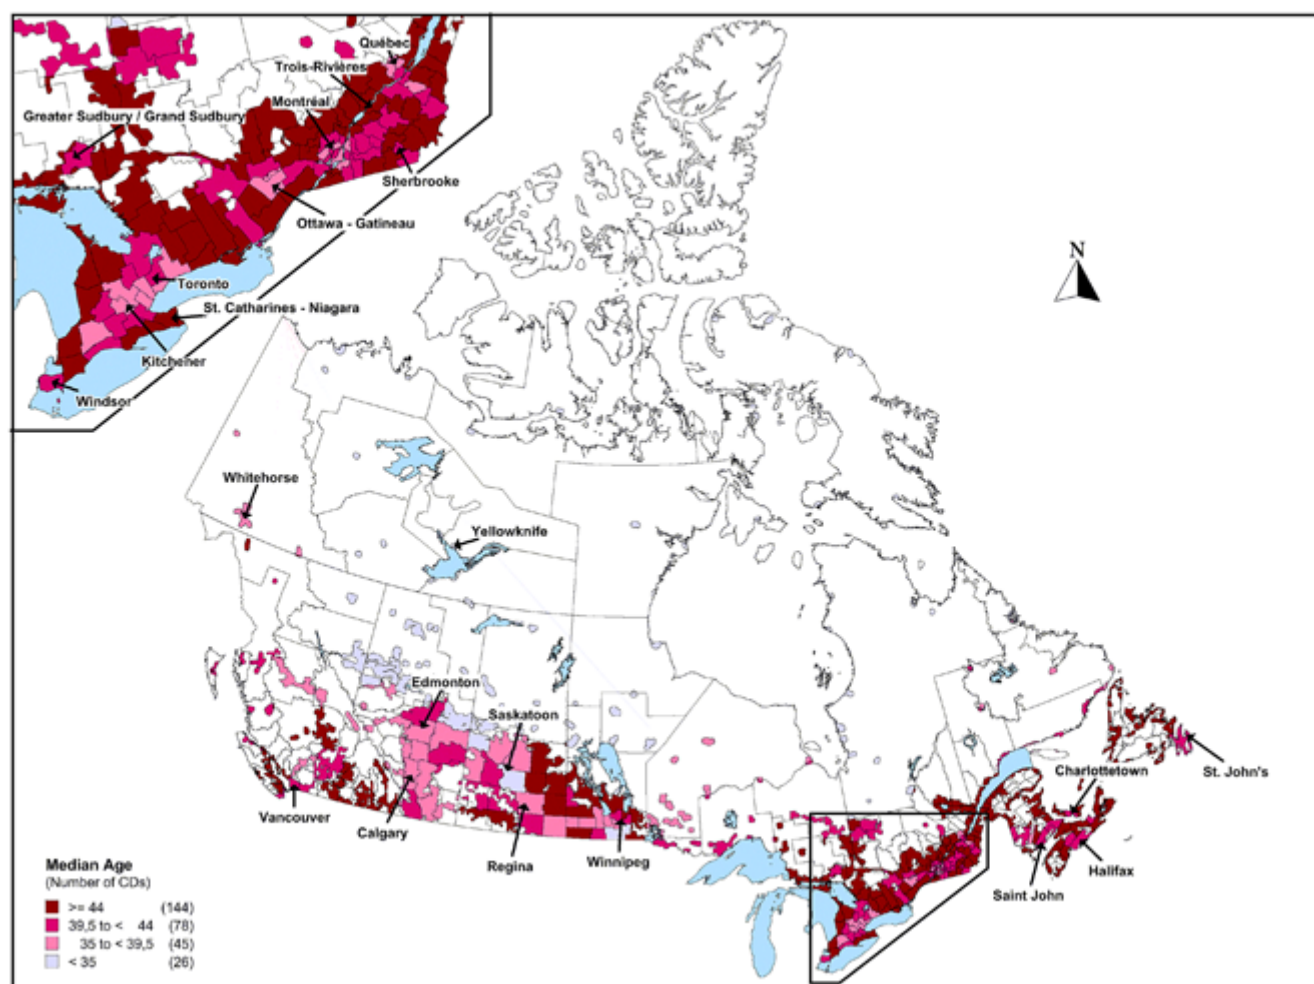 Québec
Trois-Rivières
Montréal
Greater Sudbury / Grand Sudbury
Sherbrooke
Ottawa - Gatineau
Toronto
St. Catharines - Niagara
Kitchener
Windsor
N
Whitehorse
Yellowknife
Edmonton
Saskatoon
Charlottetown
St. John's
Vancouver
Calgary
Regina
Winnipeg
Halifax
Saint John
Median Age
(Number of CDs)
>= 44 (144)
39,5 to < 44 (78)
35 to < 39,5 (45)
< 35 (26)